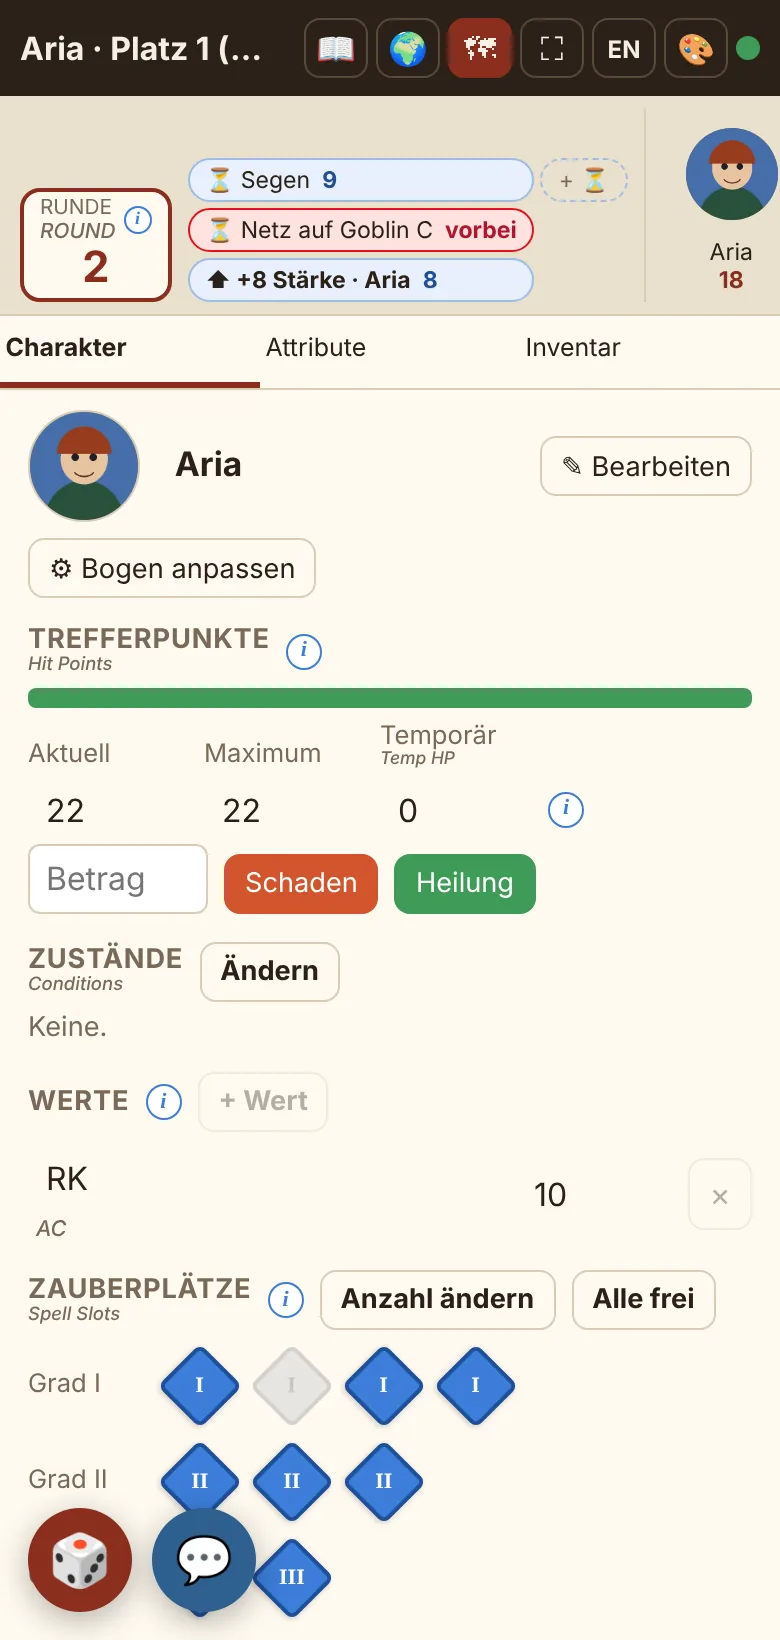 Aria · Platz 1 (...
EN
RUNDE
ROUND
i
2
Segen 9
+
Netz auf Goblin C vorbei
+8 Stärke · Aria 8
Aria
18
Charakter
Attribute
Inventar
Aria
Bearbeiten
Bogen anpassen
TREFFERPUNKTE
Hit Points
i
Aktuell
Maximum
Temporär
Temp HP
22
22
0
i
Betrag
Schaden
Heilung
ZUSTÄNDE
Conditions
Ändern
Keine.
WERTE
i
+ Wert
RK
AC
10
×
ZAUBERPLÄTZE
Spell Slots
i
Anzahl ändern
Alle frei
Grad I
I
I
I
I
Grad II
II
II
II
III